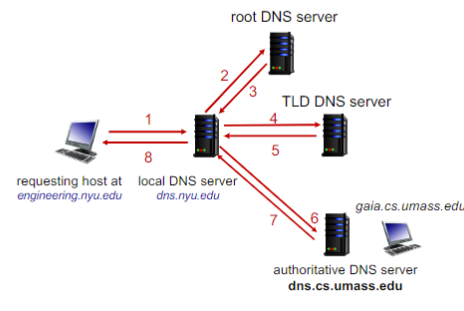 root DNS server
2
3
TLD DNS server
1
4
5
8
requesting host at
engineering.nyu.edu
local DNS server
dns.nyu.edu
6
7
gaia.cs.umass.edu
authoritative DNS server
dns.cs.umass.edu